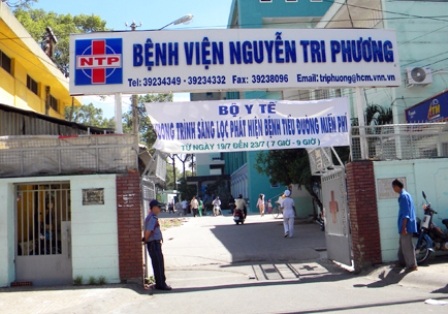 NTP
BỆNH VIỆN NGUYỄN TRI PHƯƠNG
Tel: 39234349 - 39234332 Fax: 39238096 Email: triphuong@hcm.vnn.vn
BỘ Y TẾ
TRÌNH SÀNG LỌC PHÁT HIỆN BỆNH TIỂU ĐƯỜNG MIỄN PHÍ
TỪ NGÀY 19/7 ĐẾN 23/7 (7 GIỜ - 9 GIỜ)